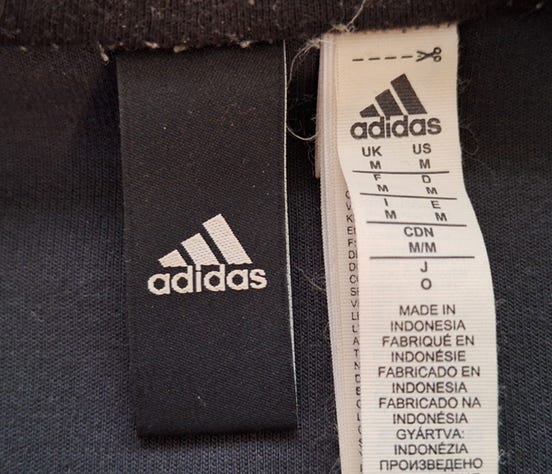 adidas
adidas
UK US
M M
F D
M M
I E
M M
CDN
M/M
J
O
MADE IN
INDONESIA
FABRIQUÉ EN
INDONÉSIE
FABRICADO EN
INDONESIA
FABRICADO NA
INDONÉSIA
GYÁRTVA:
INDONÉZIA
ПРОИЗВЕДЕНО